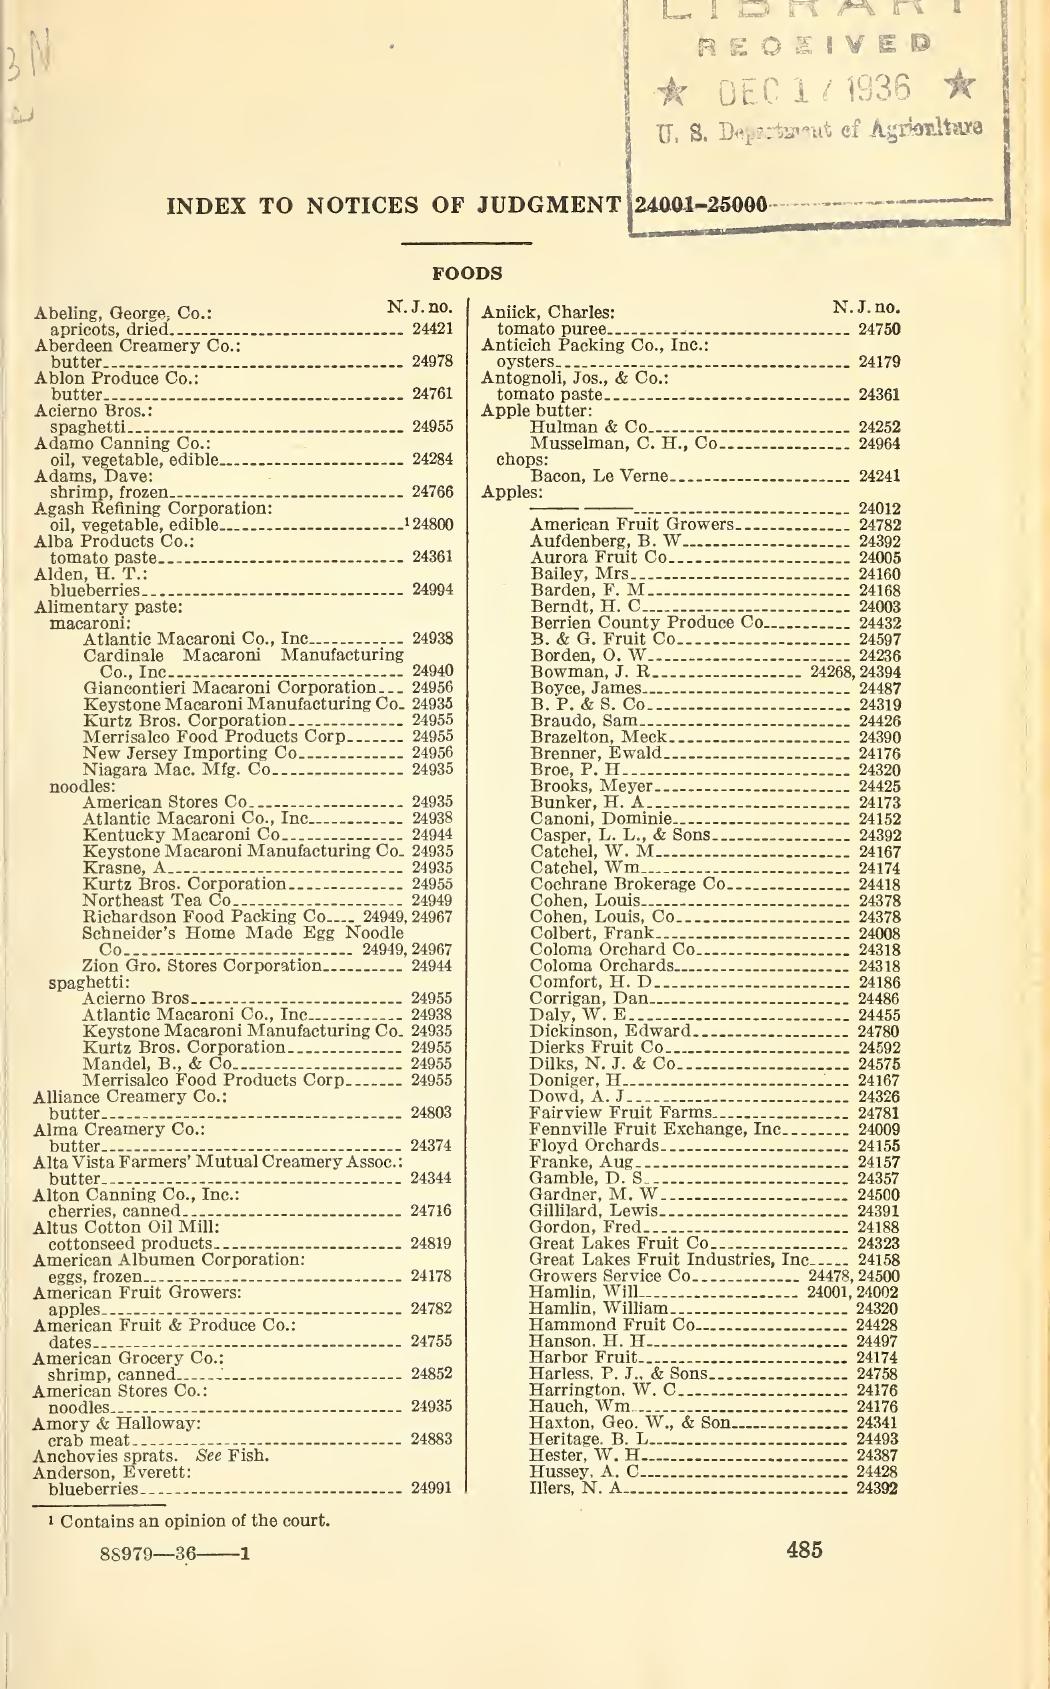 LIBRARY
RECEIVED
★ DEC 17 1936 ★
U. S. Department of Agriculture
INDEX TO NOTICES OF JUDGMENT 24001–25000
FOODS
N. J. no.
Abeling, George, Co.:
apricots, dried 24421
Aberdeen Creamery Co.:
butter 24978
Ablon Produce Co.:
butter 24761
Acierno Bros.:
spaghetti 24955
Adamo Canning Co.:
oil, vegetable, edible 24284
Adams, Dave:
shrimp, frozen 24766
Agash Refining Corporation:
oil, vegetable, edible ¹ 24800
Alba Products Co.:
tomato paste 24361
Alden, H. T.:
blueberries 24994
Alimentary paste:
macaroni:
Atlantic Macaroni Co., Inc 24938
Cardinale Macaroni Manufacturing
Co., Inc 24940
Giancontieri Macaroni Corporation 24956
Keystone Macaroni Manufacturing Co 24935
Kurtz Bros. Corporation 24955
Merrisalco Food Products Corp 24955
New Jersey Importing Co 24956
Niagara Mac. Mfg. Co 24935
noodles:
American Stores Co 24935
Atlantic Macaroni Co., Inc 24938
Kentucky Macaroni Co 24944
Keystone Macaroni Manufacturing Co 24935
Krasne, A 24935
Kurtz Bros. Corporation 24955
Northeast Tea Co 24949
Richardson Food Packing Co 24949, 24967
Schneider's Home Made Egg Noodle
Co 24949, 24967
Zion Gro. Stores Corporation 24944
spaghetti:
Acierno Bros 24955
Atlantic Macaroni Co., Inc 24938
Keystone Macaroni Manufacturing Co 24935
Kurtz Bros. Corporation 24955
Mandel, B., & Co 24955
Merrisalco Food Products Corp 24955
Alliance Creamery Co.:
butter 24803
Alma Creamery Co.:
butter 24374
Alta Vista Farmers' Mutual Creamery Assoc.:
butter 24344
Alton Canning Co., Inc.:
cherries, canned 24716
Altus Cotton Oil Mill:
cottonseed products 24819
American Albumen Corporation:
eggs, frozen 24178
American Fruit Growers:
apples 24782
American Fruit & Produce Co.:
dates 24755
American Grocery Co.:
shrimp, canned 24852
American Stores Co.:
noodles 24935
Amory & Halloway:
crab meat 24883
Anchovies sprats. See Fish.
Anderson, Everett:
blueberries 24991
¹ Contains an opinion of the court.
88979—36——1
N. J. no.
Aniick, Charles:
tomato puree 24750
Anticich Packing Co., Inc.:
oysters 24179
Antognoli, Jos., & Co.:
tomato paste 24361
Apple butter:
Hulman & Co 24252
Musselman, C. H., Co 24964
chops:
Bacon, Le Verne 24241
Apples:
—— —— 24012
American Fruit Growers 24782
Aufdenberg, B. W 24392
Aurora Fruit Co 24005
Bailey, Mrs 24160
Barden, F. M 24168
Berndt, H. C 24003
Berrien County Produce Co 24432
B. & G. Fruit Co 24597
Borden, O. W 24236
Bowman, J. R 24268, 24394
Boyce, James 24487
B. P. & S. Co 24319
Braudo, Sam 24426
Brazelton, Meck 24390
Brenner, Ewald 24176
Broe, P. H 24320
Brooks, Meyer 24425
Bunker, H. A 24173
Canoni, Dominie 24152
Casper, L. L., & Sons 24392
Catchel, W. M 24167
Catchel, Wm 24174
Cochrane Brokerage Co 24418
Cohen, Louis 24378
Cohen, Louis, Co 24378
Colbert, Frank 24008
Coloma Orchard Co 24318
Coloma Orchards 24318
Comfort, H. D 24186
Corrigan, Dan 24486
Daly, W. E 24455
Dickinson, Edward 24780
Dierks Fruit Co 24592
Dilks, N. J. & Co 24575
Doniger, H 24167
Dowd, A. J 24326
Fairview Fruit Farms 24781
Fennville Fruit Exchange, Inc 24009
Floyd Orchards 24155
Franke, Aug 24157
Gamble, D. S 24357
Gardner, M. W 24500
Gillilard, Lewis 24391
Gordon, Fred 24188
Great Lakes Fruit Co 24323
Great Lakes Fruit Industries, Inc 24158
Growers Service Co 24478, 24500
Hamlin, Will 24001, 24002
Hamlin, William 24320
Hammond Fruit Co 24428
Hanson, H. H 24497
Harbor Fruit 24174
Harless, P. J., & Sons 24758
Harrington, W. C 24176
Hauch, Wm 24176
Haxton, Geo. W., & Son 24341
Heritage, B. L 24493
Hester, W. H 24387
Hussey, A. C 24428
Illers, N. A 24392
485